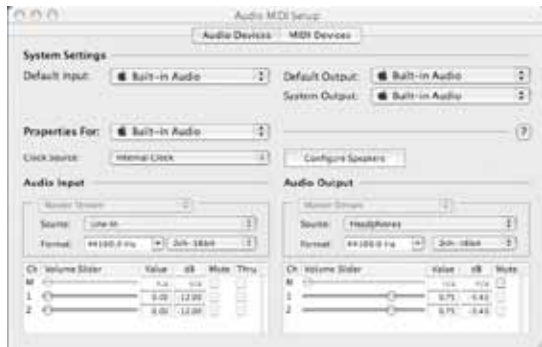 Audio MIDI Setup
Audio Devices MIDI Devices
System Settings
Default Input: Built-in Audio Default Output: Built-in Audio
System Output: Built-in Audio
Properties For: Built-in Audio ?
Clock Source: Internal Clock Configure Speakers
Audio Input Audio Output
Master Stream Master Stream
Source: Line In Source: Headphones
Format: 44100.0 Hz 2ch-16bit Format: 44100.0 Hz 2ch-16bit
Ch Volume Slider Value dB Mute Thru Ch Volume Slider Value dB Mute
M n/a n/a M n/a n/a
1 0.00 -12.00 1 0.75
2 0.00 -12.00 2 0.75